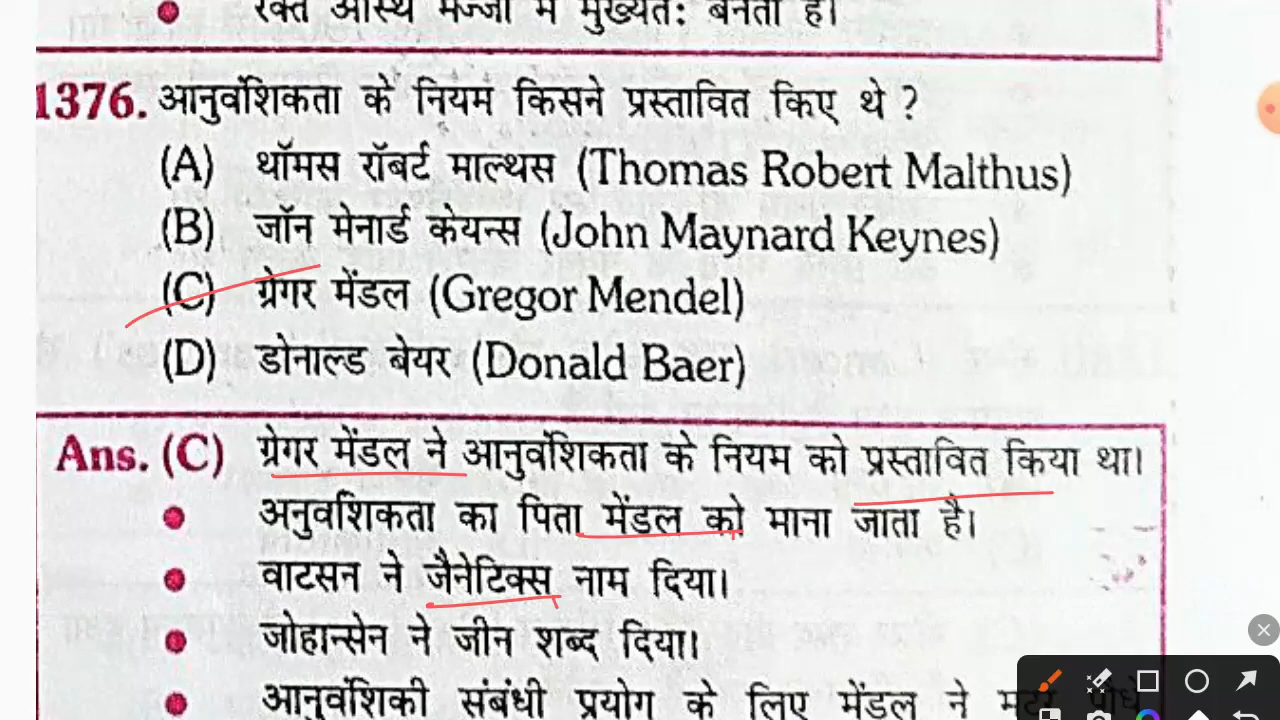 रक्त अस्थि मज्जा में मुख्यतः बनता है।
1376. आनुवंशिकता के नियम किसने प्रस्तावित किए थे ?
(A) थॉमस रॉबर्ट माल्थस (Thomas Robert Malthus)
(B) जॉन मेनार्ड केयन्स (John Maynard Keynes)
(C) ग्रेगर मेंडल (Gregor Mendel)
(D) डोनाल्ड बेयर (Donald Baer)
Ans. (C) ग्रेगर मेंडल ने आनुवंशिकता के नियम को प्रस्तावित किया था।
अनुवंशिकता का पिता मेंडल को माना जाता है।
वाटसन ने जैनेटिक्स नाम दिया।
जोहान्सेन ने जीन शब्द दिया।
आनुवंशिकी संबंधी प्रयोग के लिए मेंडल ने मटर पौधे